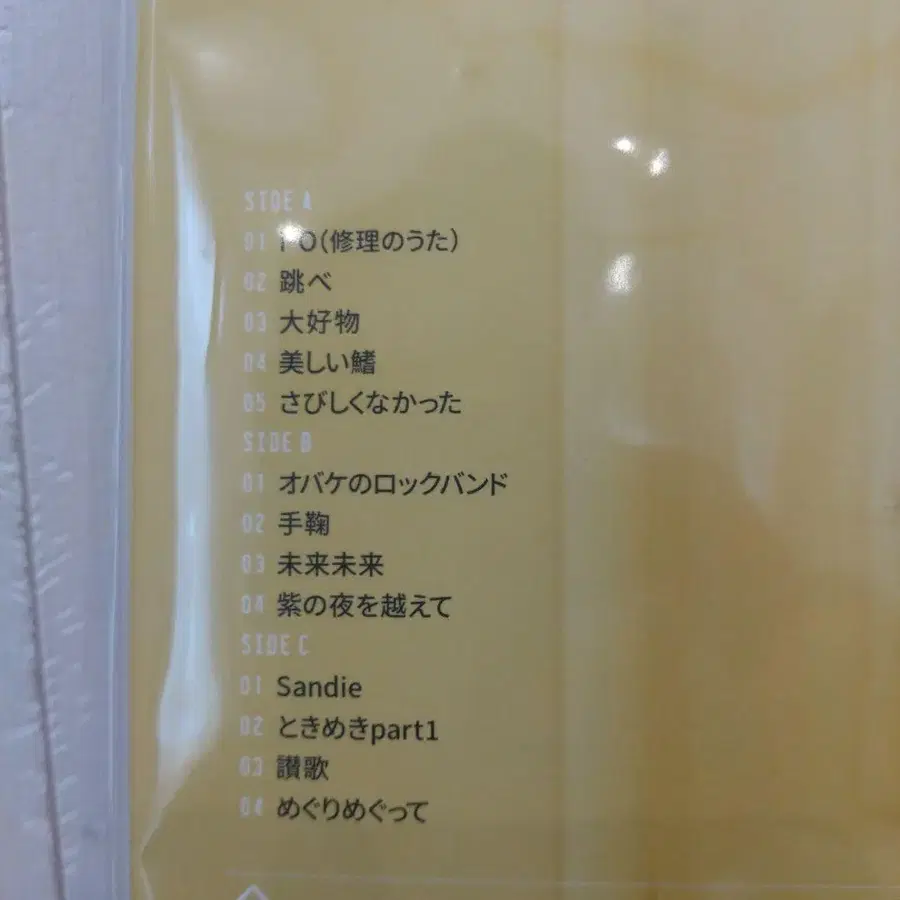 SIDE A
01 i-O(修理のうた)
02 跳べ
03 大好物
04 美しい鰭
05 さびしくなかった
SIDE B
01 オバケのロックバンド
02 手鞠
03 未来未来
04 紫の夜を越えて
SIDE C
01 Sandie
02 ときめきpart1
03 讃歌
04 めぐりめぐって